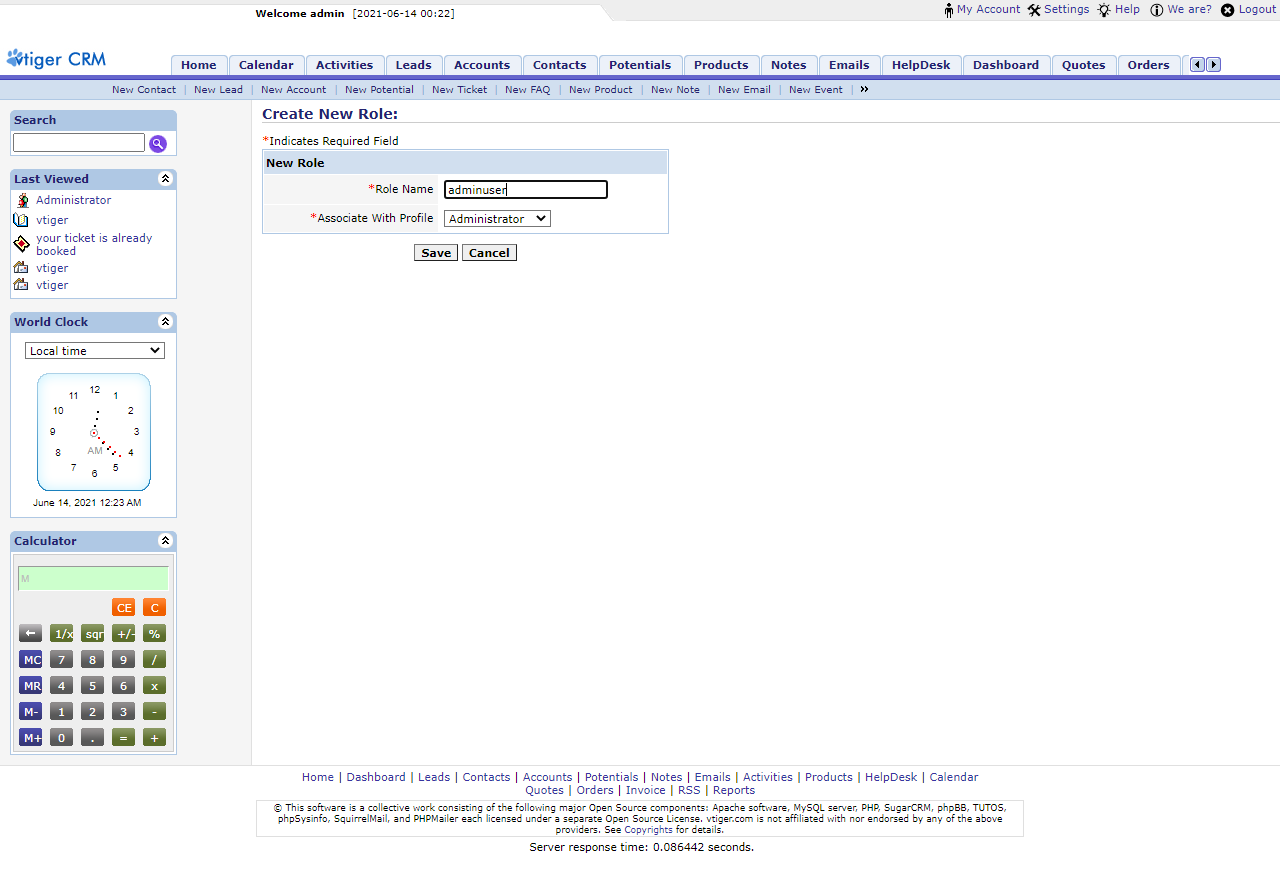 Welcome admin [2021-06-14 00:22]
My Account Settings Help We are? Logout
vtiger CRM
Home Calendar Activities Leads Accounts Contacts Potentials Products Notes Emails HelpDesk Dashboard Quotes Orders
New Contact | New Lead | New Account | New Potential | New Ticket | New FAQ | New Product | New Note | New Email | New Event | »
Search
Last Viewed
Administrator
vtiger
your ticket is already
booked
vtiger
vtiger
World Clock
Local time
12
11 1
10 2
9 3
8 AM 4
7 5
6
June 14, 2021 12:23 AM
Calculator
M
CE C
← 1/x sqr +/- %
MC 7 8 9 /
MR 4 5 6 x
M- 1 2 3 -
M+ 0 . = +
Create New Role:
*Indicates Required Field
New Role
*Role Name adminuser
*Associate With Profile Administrator
Save Cancel
Home | Dashboard | Leads | Contacts | Accounts | Potentials | Notes | Emails | Activities | Products | HelpDesk | Calendar
Quotes | Orders | Invoice | RSS | Reports
© This software is a collective work consisting of the following major Open Source components: Apache software, MySQL server, PHP, SugarCRM, phpBB, TUTOS,
phpSysinfo, SquirrelMail, and PHPMailer each licensed under a separate Open Source License. vtiger.com is not affiliated with nor endorsed by any of the above
providers. See Copyrights for details.
Server response time: 0.086442 seconds.